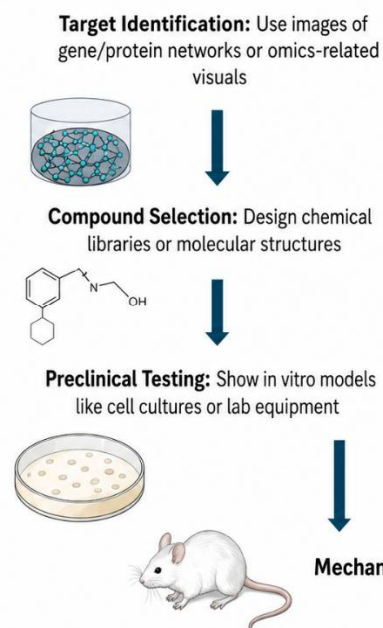 Target Identification: Use images of
gene/protein networks or omics-related
visuals
Compound Selection: Design chemical
libraries or molecular structures
N
OH
Preclinical Testing: Show in vitro models
like cell cultures or lab equipment
Mechan